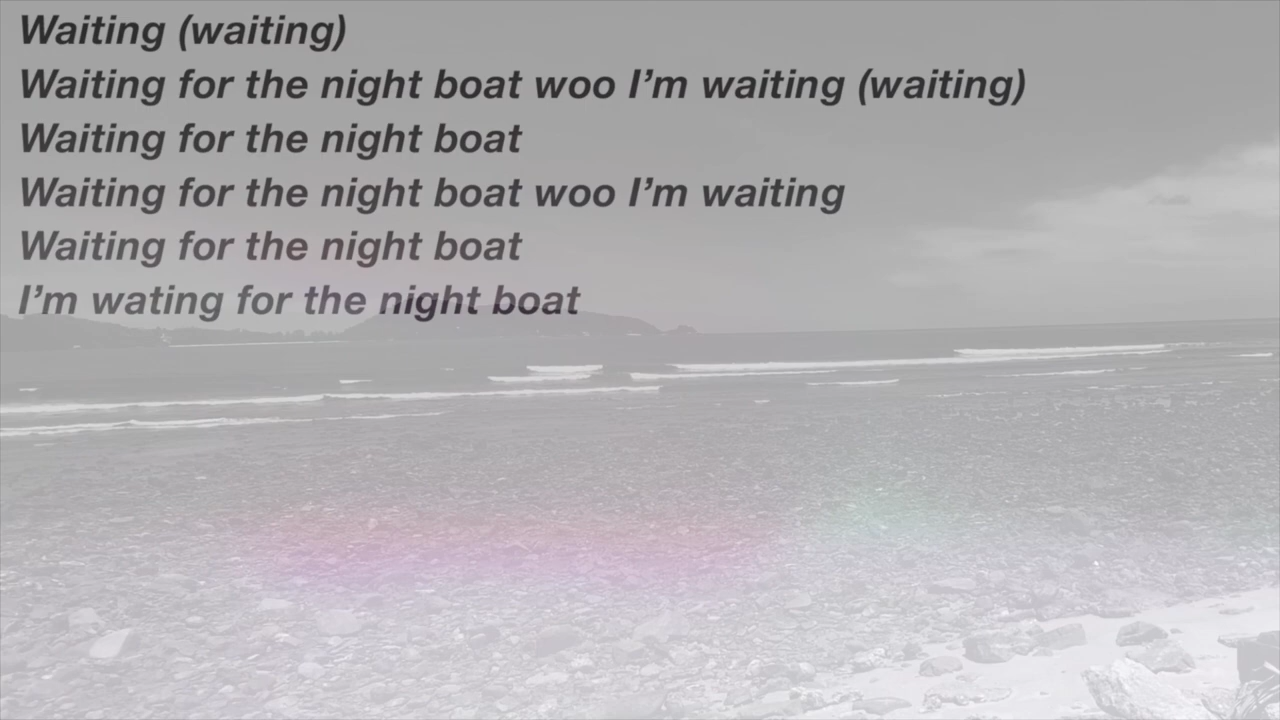 Waiting (waiting)
Waiting for the night boat woo I’m waiting (waiting)
Waiting for the night boat
Waiting for the night boat woo I’m waiting
Waiting for the night boat
I’m wating for the night boat